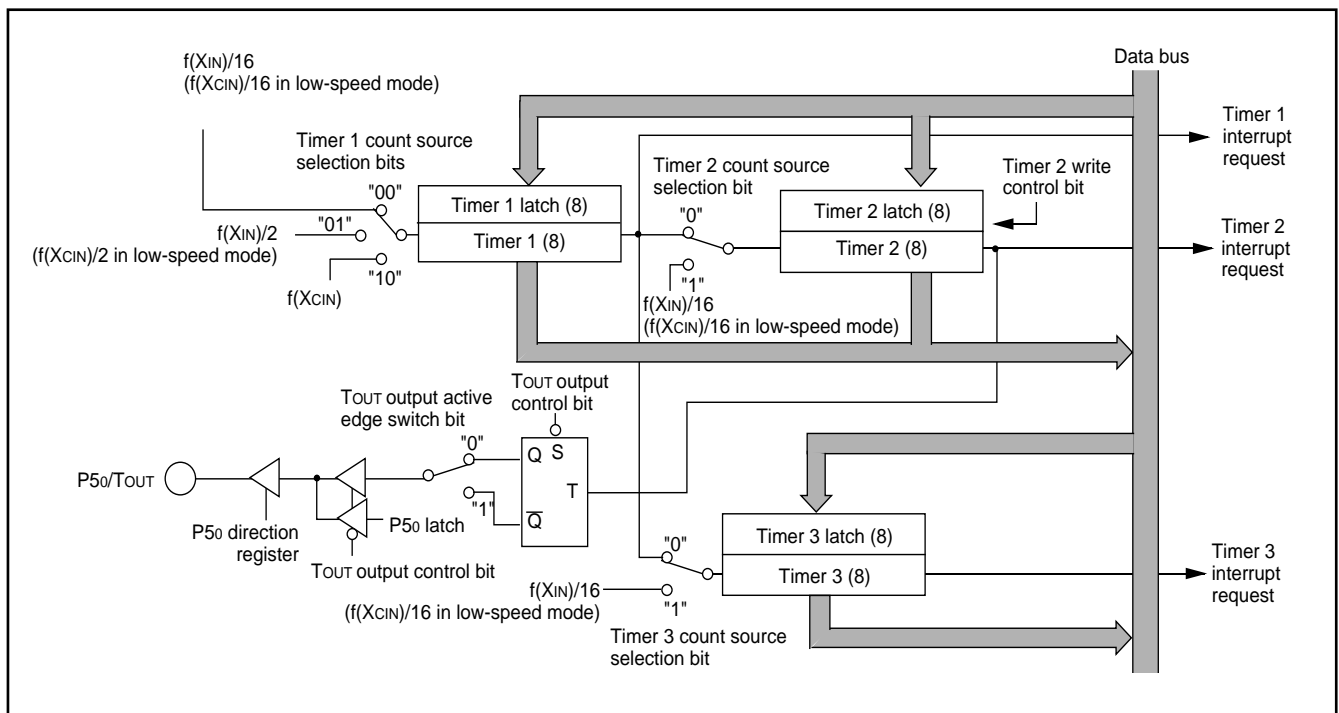 f(XIN)/16
(f(XCIN)/16 in low-speed mode)
Data bus
Timer 1 count source
selection bits
"00"
"01"
f(XIN)/2
(f(XCIN)/2 in low-speed mode)
"10"
f(XCIN)
Timer 1 latch (8)
Timer 1 (8)
Timer 2 count source
selection bit
"0"
"1"
f(XIN)/16
(f(XCIN)/16 in low-speed mode)
Timer 2 latch (8)
Timer 2 (8)
Timer 2 write
control bit
Timer 1
interrupt
request
Timer 2
interrupt
request
TOUT output active
edge switch bit
TOUT output
control bit
"0"
"1"
Q S
T
Q̅
P50/TOUT
P50 direction
register
P50 latch
TOUT output control bit
"0"
f(XIN)/16
(f(XCIN)/16 in low-speed mode)
"1"
Timer 3 count source
selection bit
Timer 3 latch (8)
Timer 3 (8)
Timer 3
interrupt
request